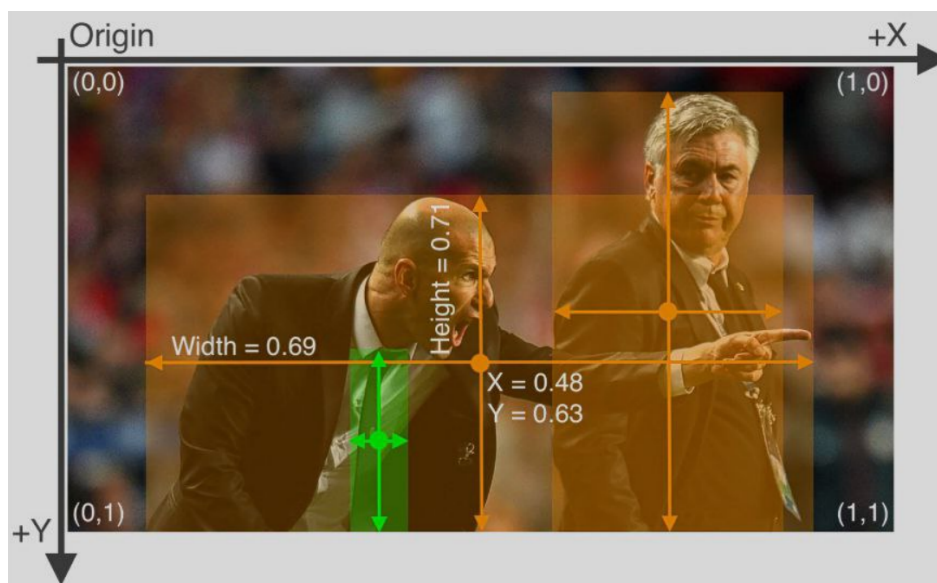 Origin
+X
(0,0)
(1,0)
Height = 0.71
Width = 0.69
X = 0.48
Y = 0.63
(0,1)
(1,1)
+Y